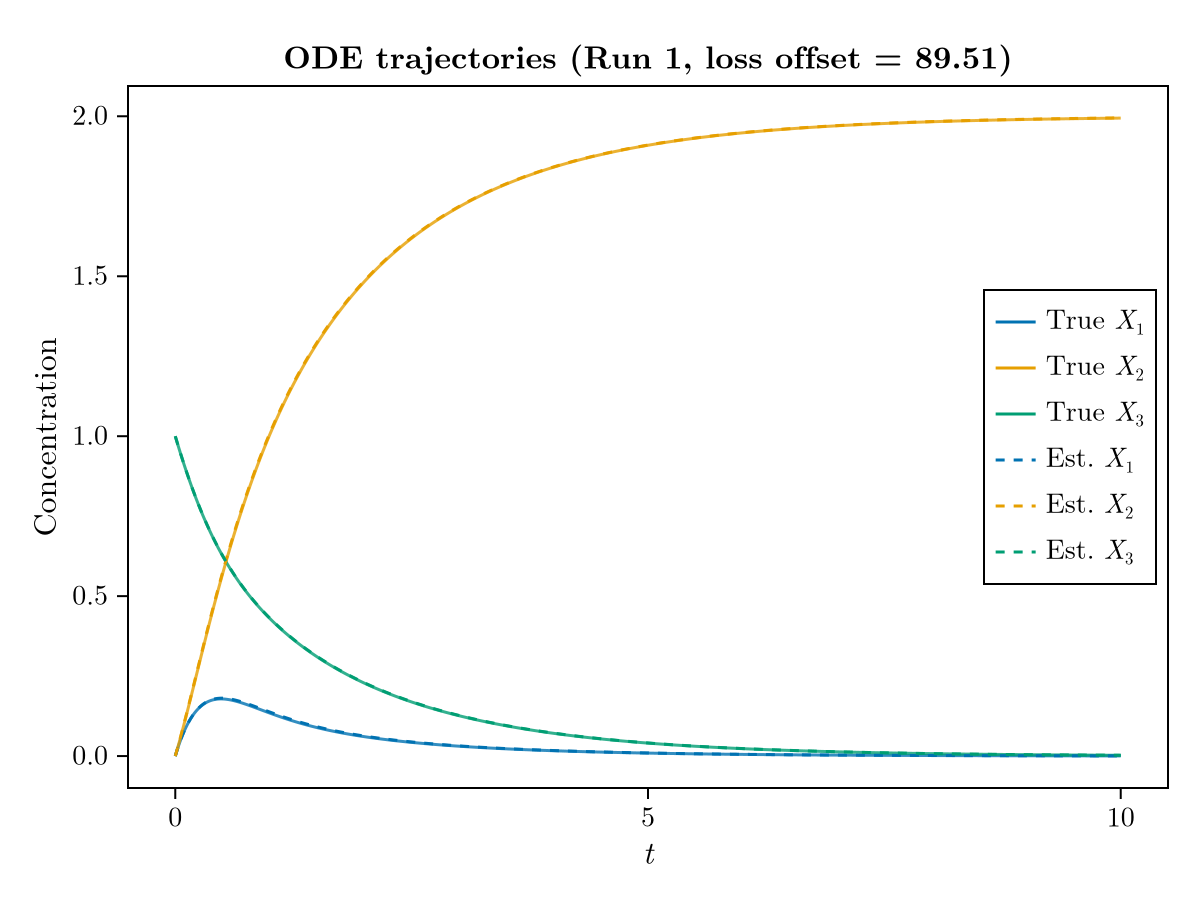 ODE trajectories (Run 1, loss offset = 89.51)
2.0
1.5
1.0
0.5
0.0
Concentration
0
5
10
t
True X₁
True X₂
True X₃
Est. X₁
Est. X₂
Est. X₃